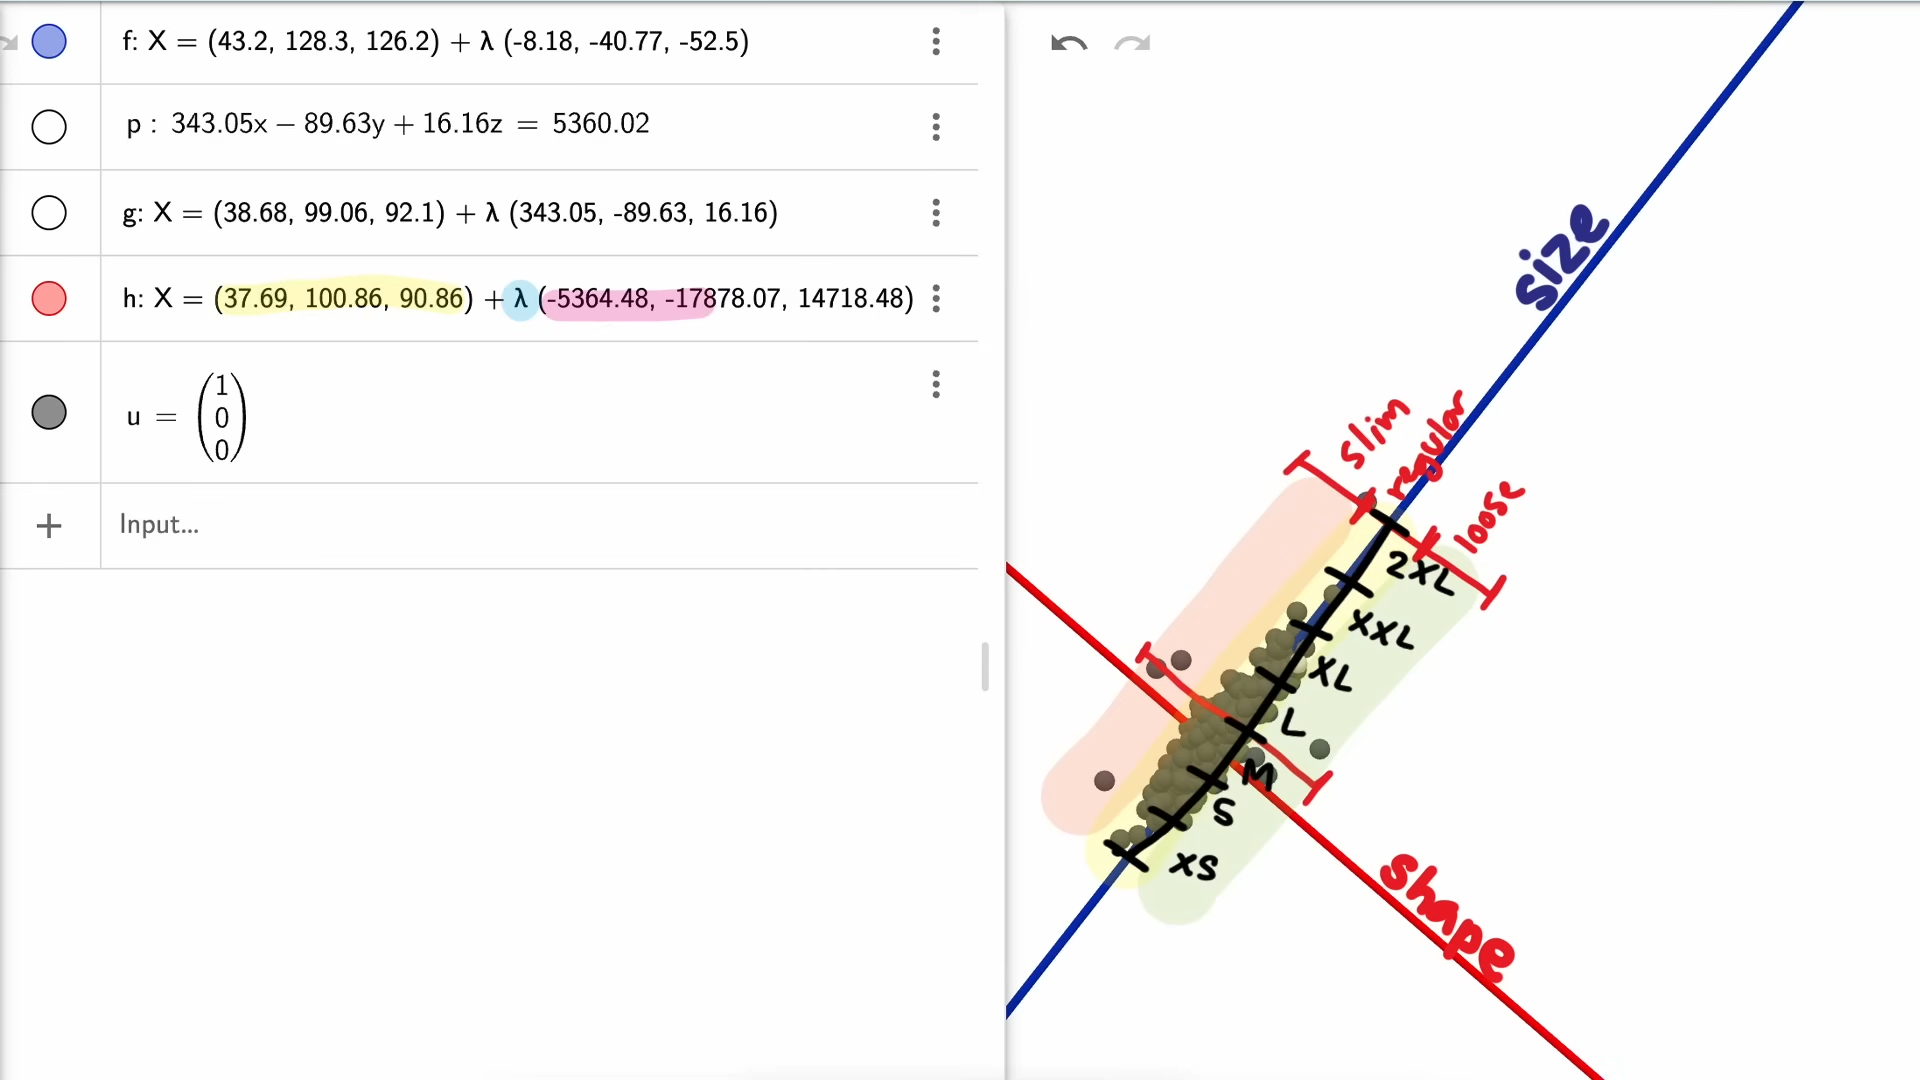 f: X = (43.2, 128.3, 126.2) + λ (-8.18, -40.77, -52.5)
p : 343.05x − 89.63y + 16.16z = 5360.02
g: X = (38.68, 99.06, 92.1) + λ (343.05, -89.63, 16.16)
h: X = (37.69, 100.86, 90.86) + λ (-5364.48, -17878.07, 14718.48)
u = (1 0 0)
Input...
size
slim
regular
loose
2XL
XXL
XL
L
M
S
XS
shape